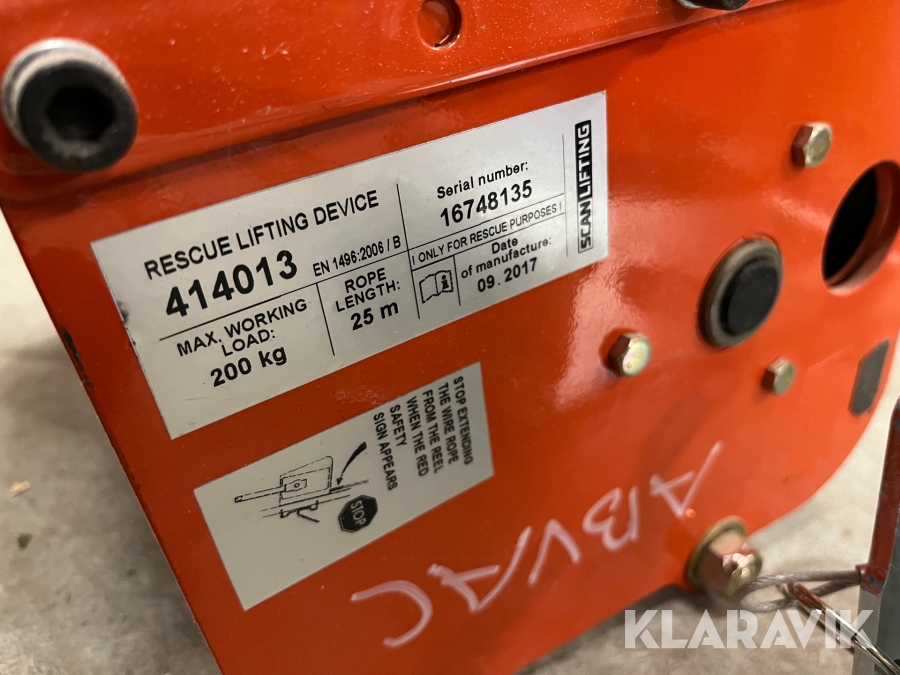 RESCUE LIFTING DEVICE
414013 EN 1496:2006 / B
MAX. WORKING
LOAD:
200 kg
ROPE
LENGTH:
25 m
Serial number:
16748135
! ONLY FOR RESCUE PURPOSES !
Date
of manufacture:
09. 2017
SCANLIFTING
STOP EXTENDING
THE WIRE ROPE
FROM THE REEL
WHEN THE RED
SAFETY
SIGN APPEARS
STOP
ABVAC
KLARAVIK